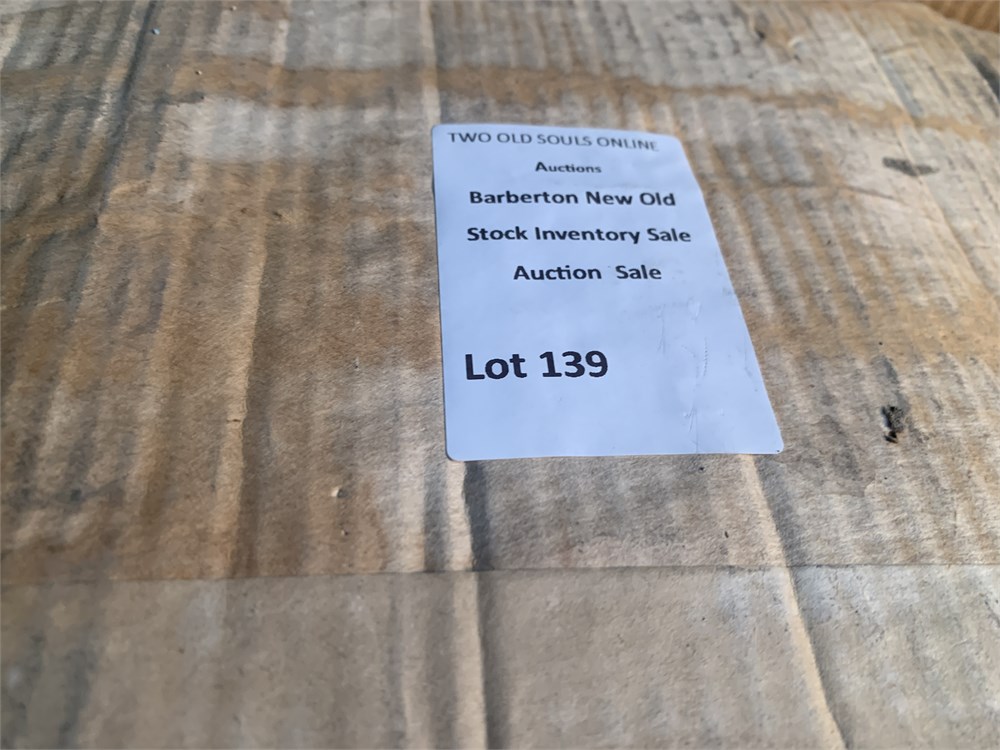 TWO OLD SOULS ONLINE
Auctions
Barberton New Old
Stock Inventory Sale
Auction Sale
Lot 139